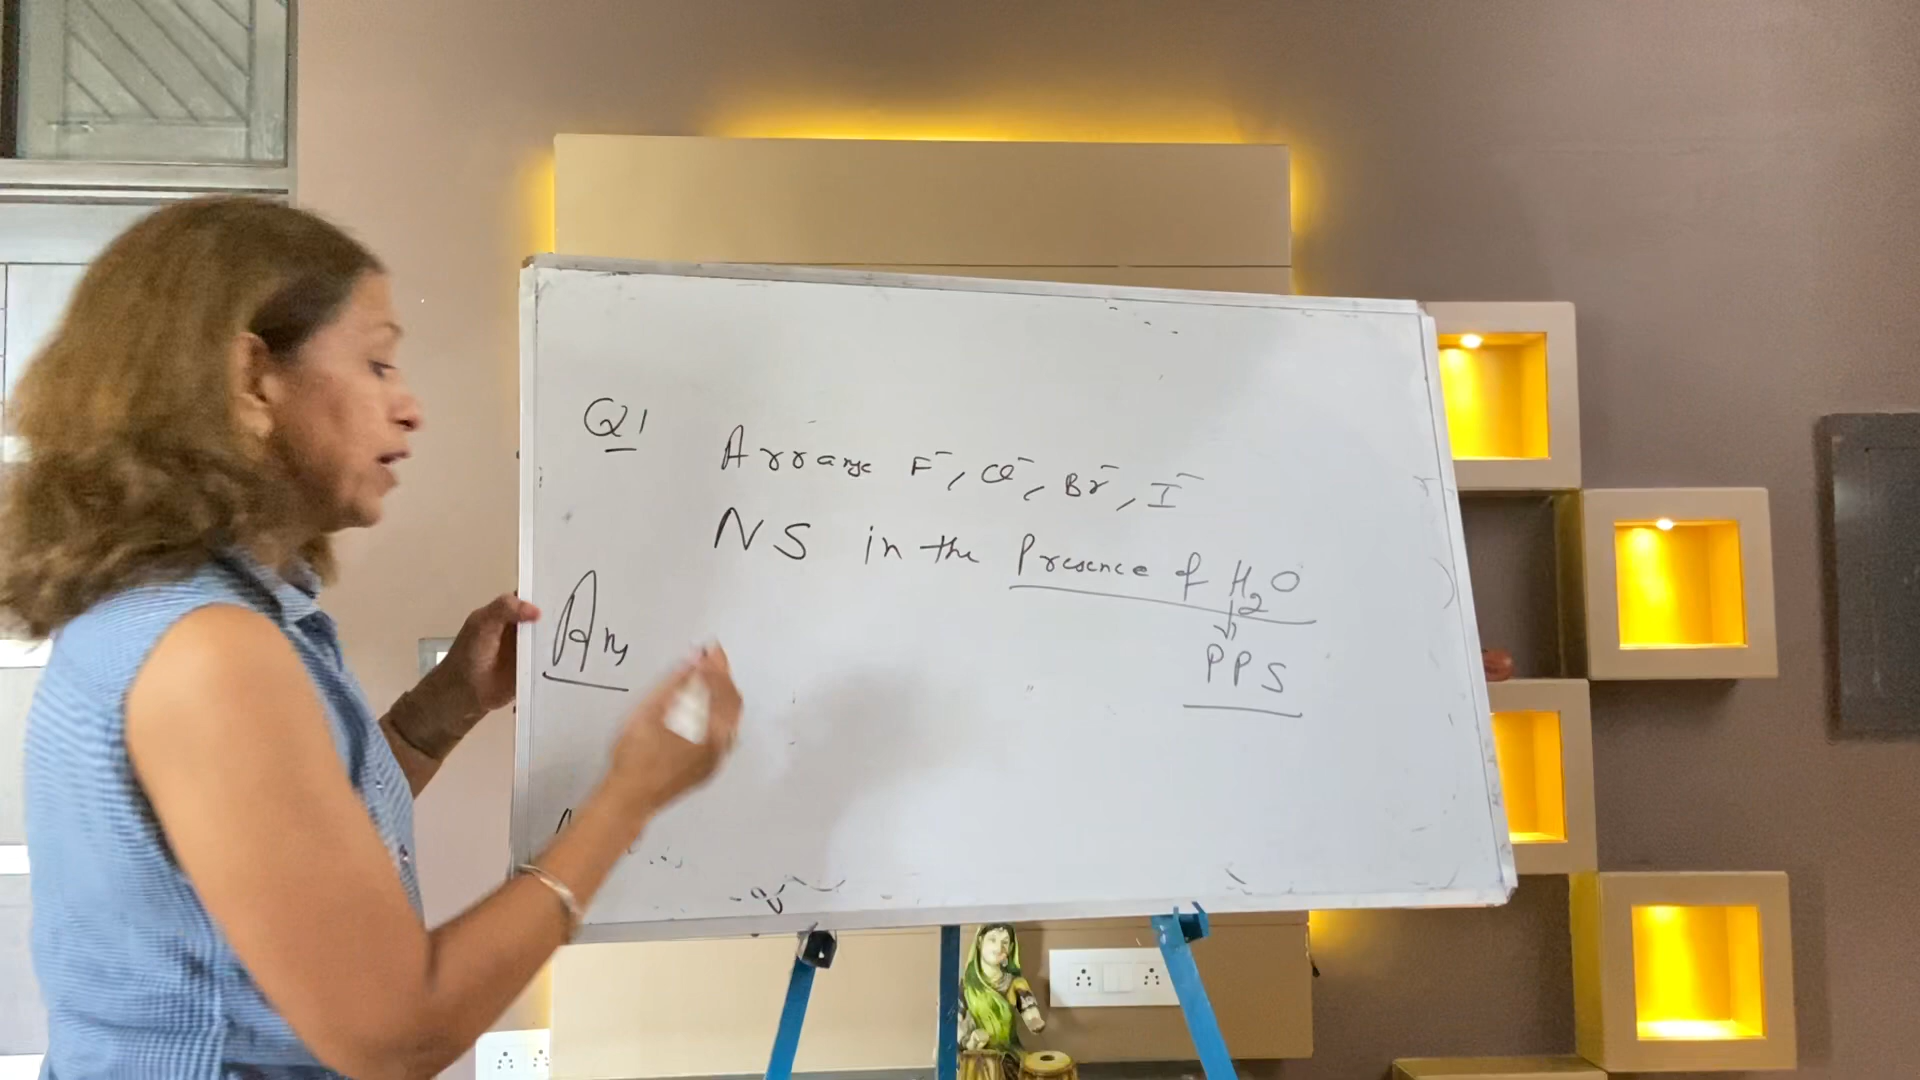 Q1
Arrange F⁻, Cl⁻, Br⁻, I⁻
NS in the Presence of H₂O
↓
PPS
Ans